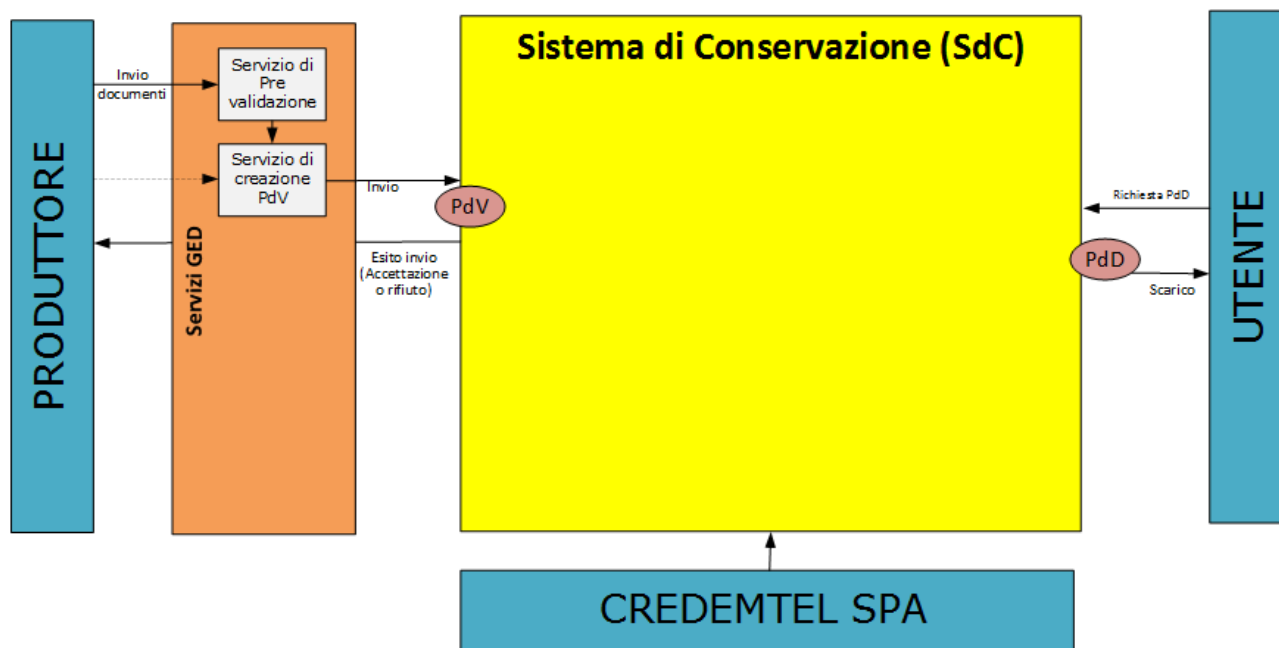 Sistema di Conservazione (SdC)
PRODUTTORE
Invio
documenti
Servizi GED
Servizio di
Pre
validazione
Servizio di
creazione
PdV
Invio
PdV
Esito invio
(Accettazione
o rifiuto)
Richiesta PdD
PdD
Scarico
UTENTE
CREDEMTEL SPA